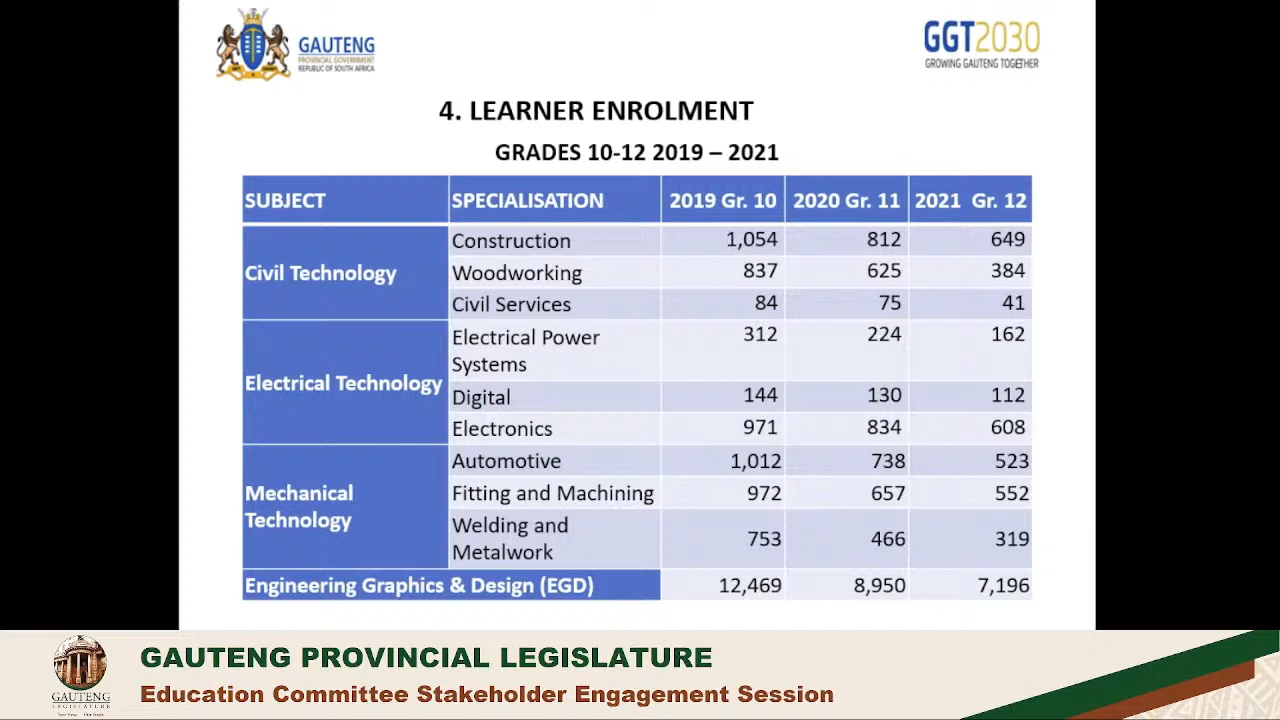 GAUTENG
PROVINCIAL GOVERNMENT
REPUBLIC OF SOUTH AFRICA
GGT2030
GROWING GAUTENG TOGETHER
4. LEARNER ENROLMENT
GRADES 10-12 2019 – 2021
SUBJECT SPECIALISATION 2019 Gr. 10 2020 Gr. 11 2021 Gr. 12
Civil Technology
Construction 1,054 812 649
Woodworking 837 625 384
Civil Services 84 75 41
Electrical Technology
Electrical Power
Systems 312 224 162
Digital 144 130 112
Electronics 971 834 608
Mechanical
Technology
Automotive 1,012 738 523
Fitting and Machining 972 657 552
Welding and
Metalwork 753 466 319
Engineering Graphics & Design (EGD) 12,469 8,950 7,196
GAUTENG
LEGISLATURE
GAUTENG PROVINCIAL LEGISLATURE
Education Committee Stakeholder Engagement Session